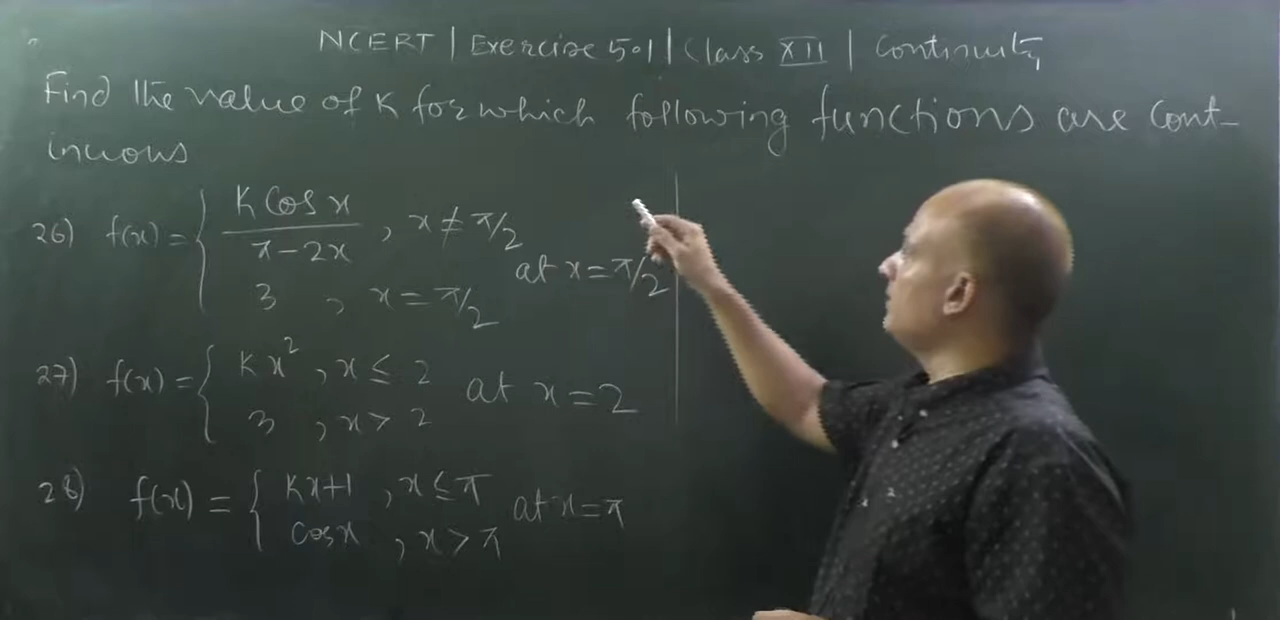 NCERT | Exercise 5.1 | Class XII | Continuity
Find the value of K for which following functions are cont-
inuous
26) f(x) = { K Cos x / π-2x , x ≠ π/2
3 , x = π/2 at x = π/2
27) f(x) = { K x² , x ≤ 2
3 , x > 2 at x = 2
28) f(x) = { Kx+1 , x ≤ π
Cos x , x > π at x = π